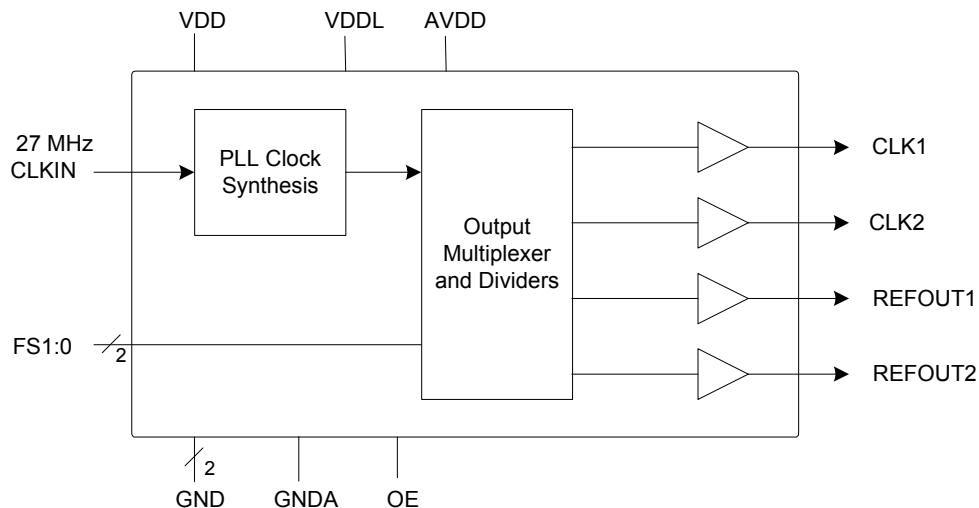 VDD
VDDL
AVDD
27 MHz
CLKIN
PLL Clock
Synthesis
Output
Multiplexer
and Dividers
CLK1
CLK2
REFOUT1
REFOUT2
FS1:0
2
2
GND
GNDA
OE